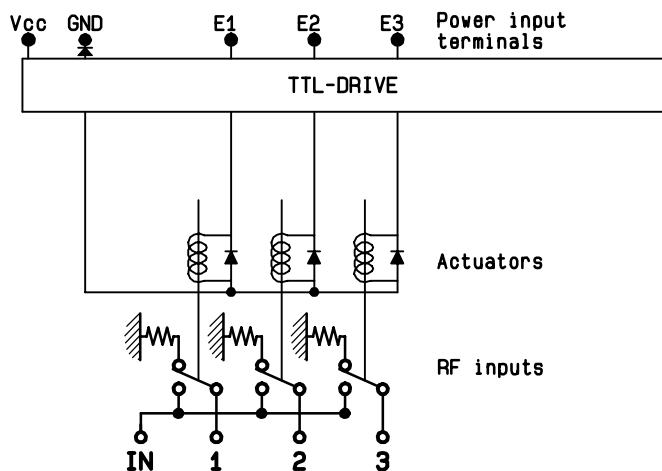 Vcc GND E1 E2 E3 Power input
terminals
TTL-DRIVE
Actuators
RF inputs
IN 1 2 3